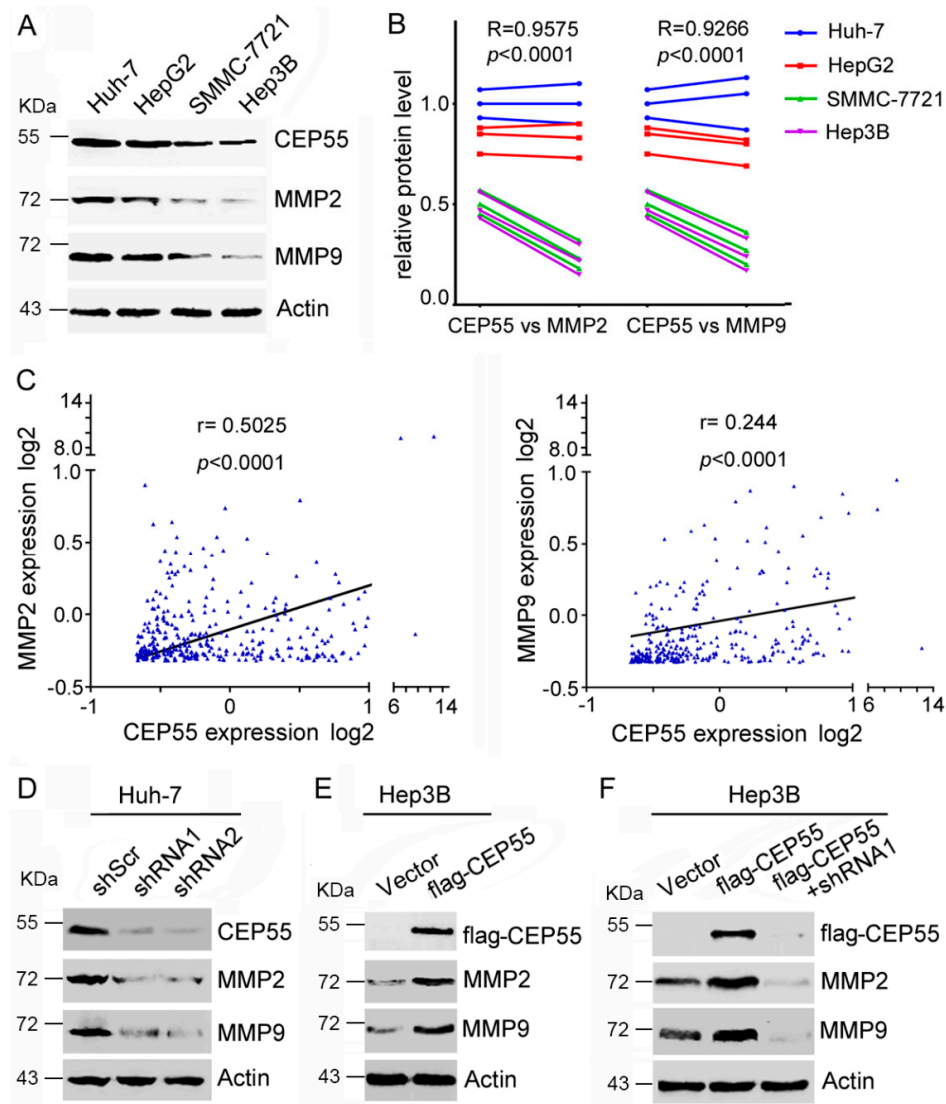 A
KDa
Huh-7
HepG2
SMMC-7721
Hep3B
55
CEP55
72
MMP2
72
MMP9
43
Actin
B
R=0.9575
p<0.0001
R=0.9266
p<0.0001
Huh-7
HepG2
SMMC-7721
Hep3B
relative protein level
1.0
0.5
0.0
CEP55 vs MMP2
CEP55 vs MMP9
C
MMP2 expression log2
14
8.0
1.0
0.5
0.0
-0.5
r= 0.5025
p<0.0001
-1
0
1
6
14
CEP55 expression log2
MMP9 expression log2
14
8.0
1.0
0.5
0.0
-0.5
r= 0.244
p<0.0001
-1
0
1
6
14
CEP55 expression log2
D
Huh-7
KDa
shScr
shRNA1
shRNA2
55
CEP55
72
MMP2
72
MMP9
43
Actin
E
Hep3B
KDa
Vector
flag-CEP55
55
flag-CEP55
72
MMP2
72
MMP9
43
Actin
F
Hep3B
KDa
Vector
flag-CEP55
flag-CEP55
+shRNA1
55
flag-CEP55
72
MMP2
72
MMP9
43
Actin